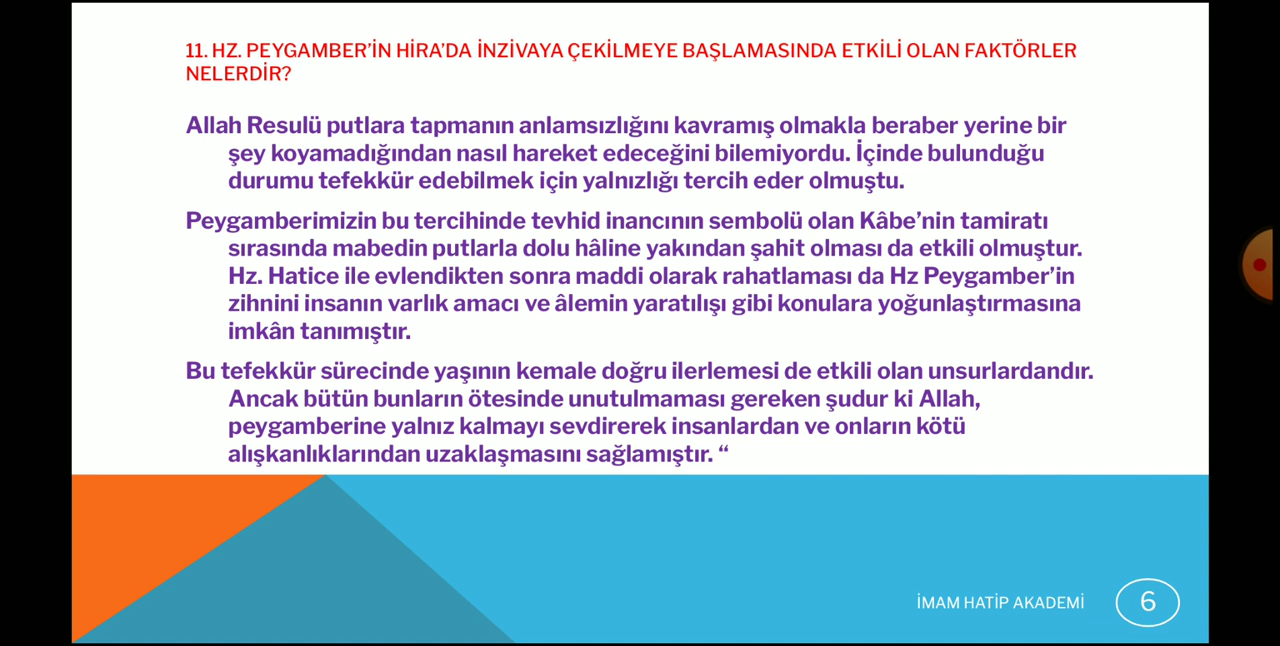 11. HZ. PEYGAMBER’İN HİRA’DA İNZİVAYA ÇEKİLMEYE BAŞLAMASINDA ETKİLİ OLAN FAKTÖRLER
NELERDİR?
Allah Resulü putlara tapmanın anlamsızlığını kavramış olmakla beraber yerine bir
şey koyamadığından nasıl hareket edeceğini bilemiyordu. İçinde bulunduğu
durumu tefekkür edebilmek için yalnızlığı tercih eder olmuştu.
Peygamberimizin bu tercihinde tevhid inancının sembolü olan Kâbe’nin tamiratı
sırasında mabedin putlarla dolu hâline yakından şahit olması da etkili olmuştur.
Hz. Hatice ile evlendikten sonra maddi olarak rahatlaması da Hz Peygamber’in
zihnini insanın varlık amacı ve âlemin yaratılışı gibi konulara yoğunlaştırmasına
imkân tanımıştır.
Bu tefekkür sürecinde yaşının kemale doğru ilerlemesi de etkili olan unsurlardandır.
Ancak bütün bunların ötesinde unutulmaması gereken şudur ki Allah,
peygamberine yalnız kalmayı sevdirerek insanlardan ve onların kötü
alışkanlıklarından uzaklaşmasını sağlamıştır. “
İMAM HATİP AKADEMİ
6